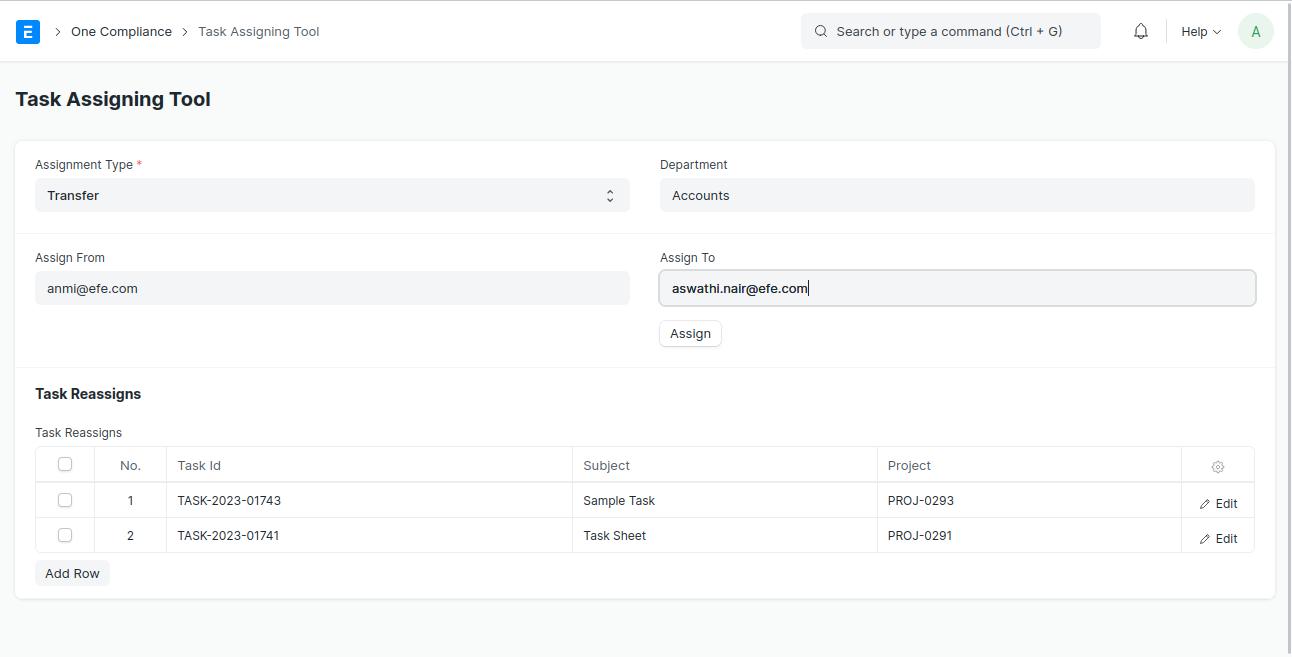 E One Compliance Task Assigning Tool Search or type a command (Ctrl + G) Help A
Task Assigning Tool
Assignment Type * Department
Transfer Accounts
Assign From Assign To
anmi@efe.com aswathi.nair@efe.com
Assign
Task Reassigns
Task Reassigns
No. Task Id Subject Project
1 TASK-2023-01743 Sample Task PROJ-0293 Edit
2 TASK-2023-01741 Task Sheet PROJ-0291 Edit
Add Row